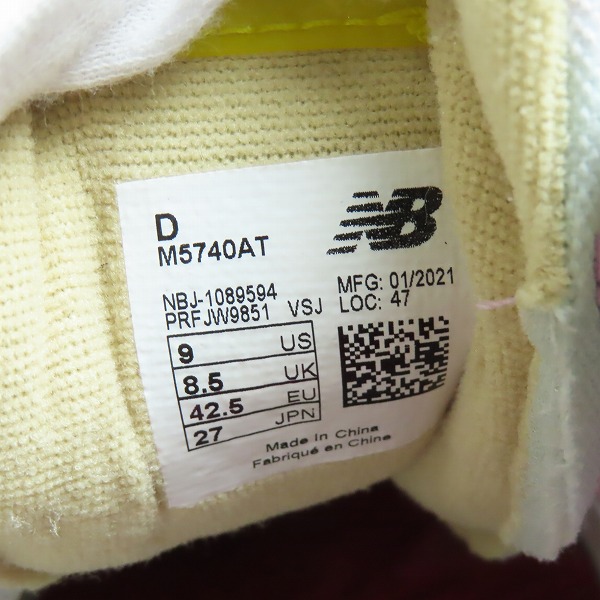 D
M5740AT
NB
NBJ-1089594
PRFJW9851 VSJ
MFG: 01/2021
LOC: 47
9 US
8.5 UK
42.5 EU
27 JPN
Made In China
Fabriqué en Chine